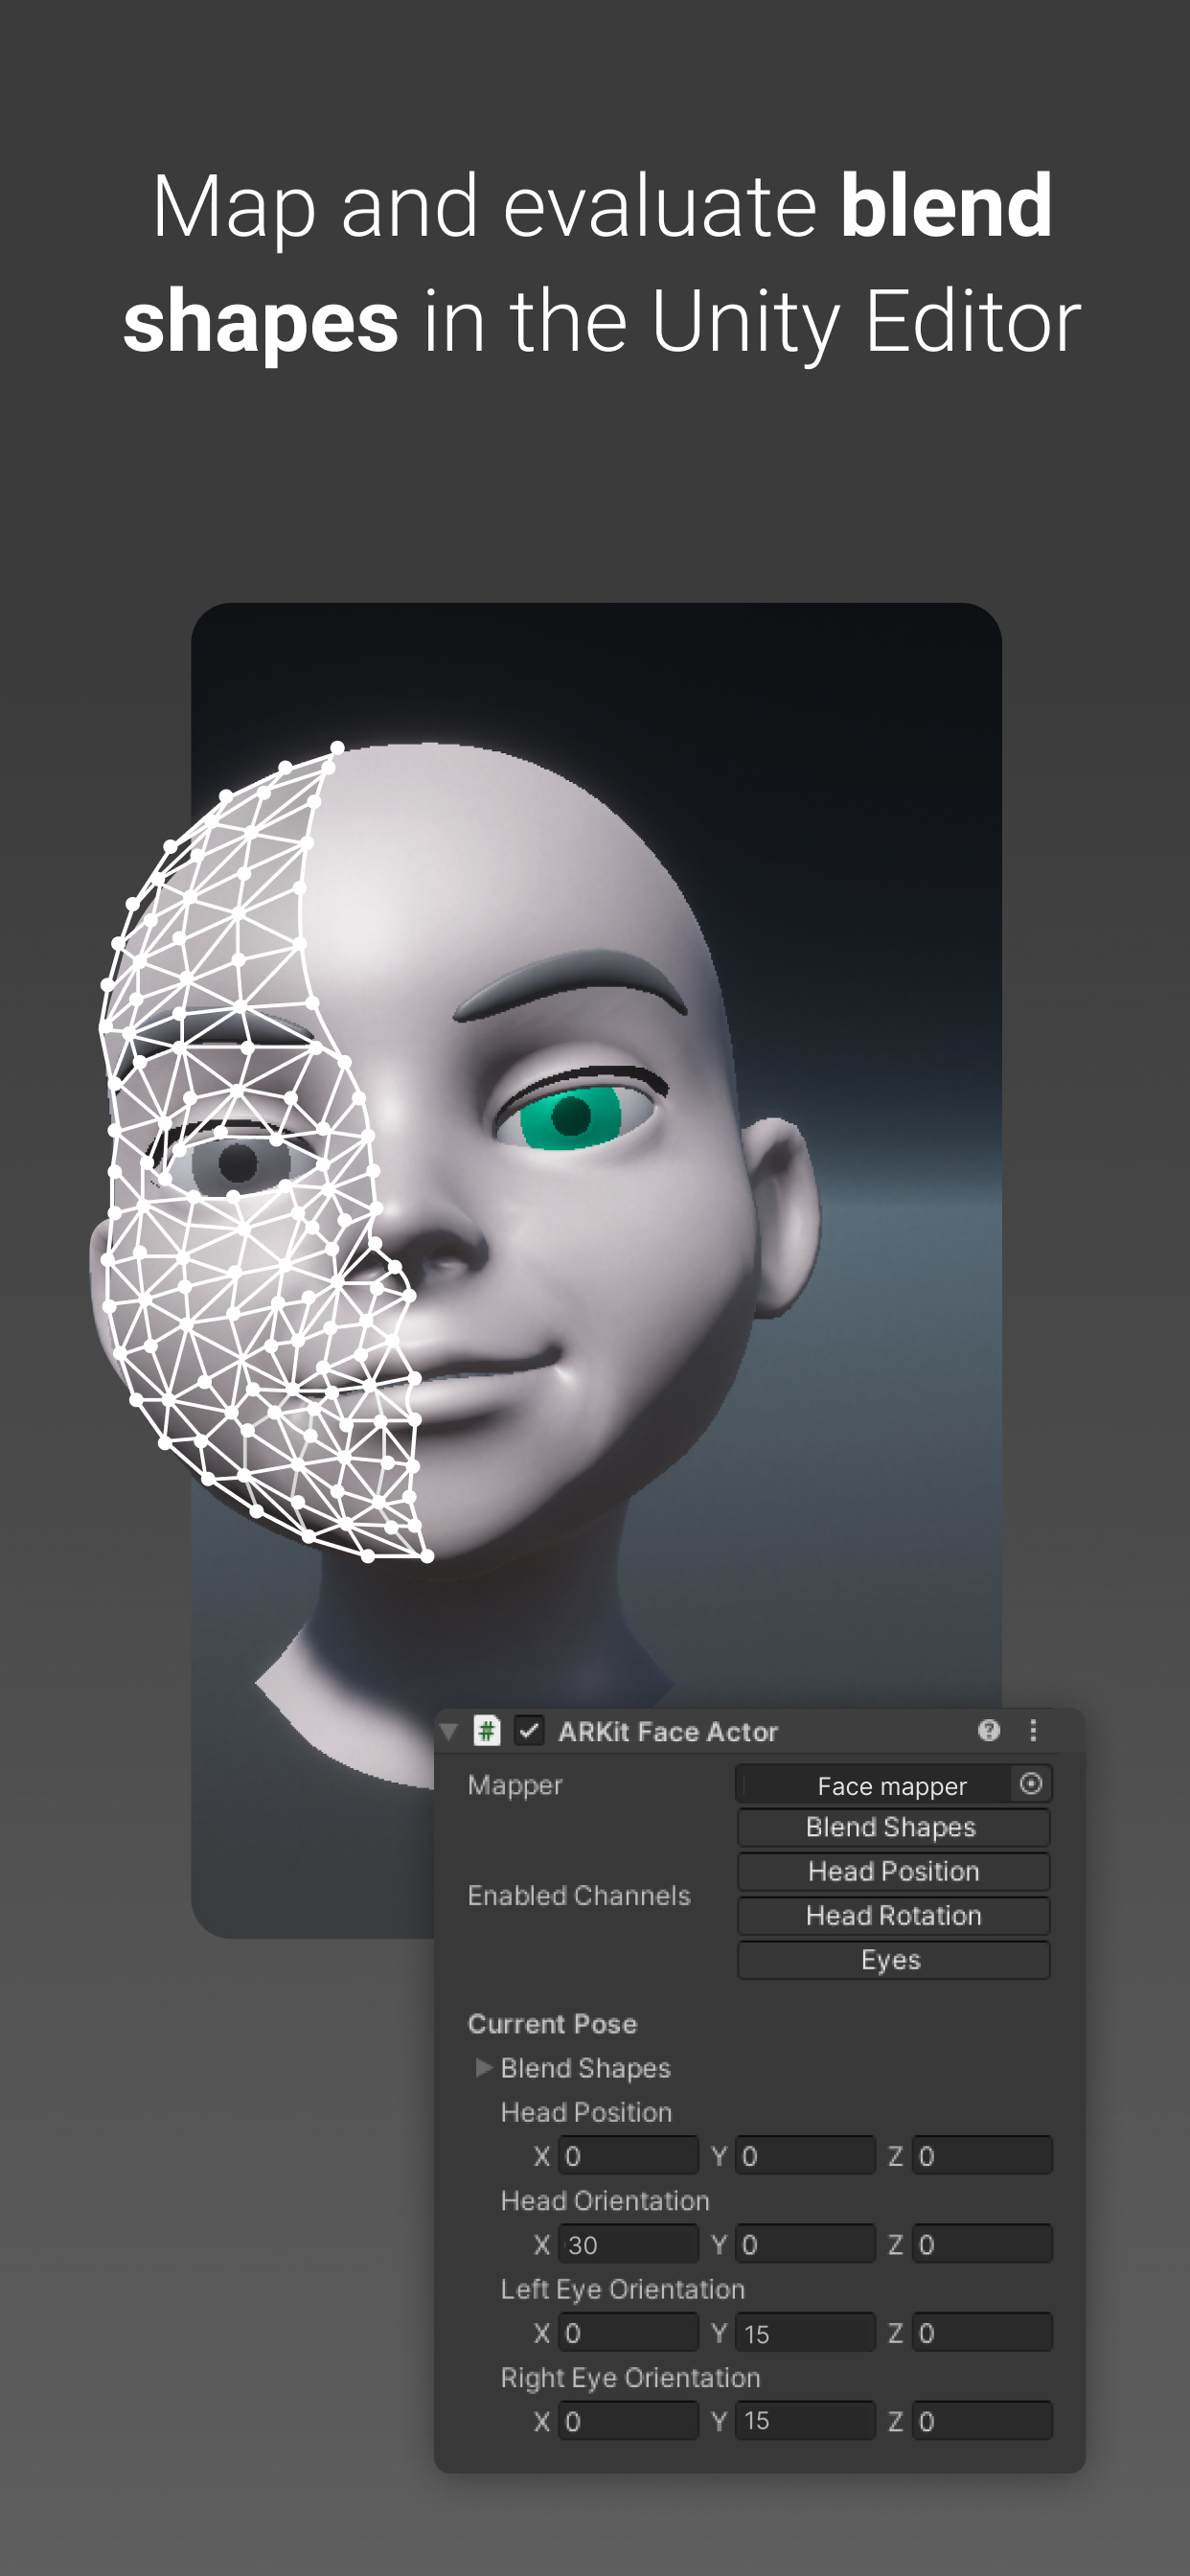 Map and evaluate blend
shapes in the Unity Editor
# ARKit Face Actor ?
Mapper Face mapper
Blend Shapes
Head Position
Enabled Channels
Head Rotation
Eyes
Current Pose
Blend Shapes
Head Position
X 0 Y 0 Z 0
Head Orientation
X 30 Y 0 Z 0
Left Eye Orientation
X 0 Y 15 Z 0
Right Eye Orientation
X 0 Y 15 Z 0